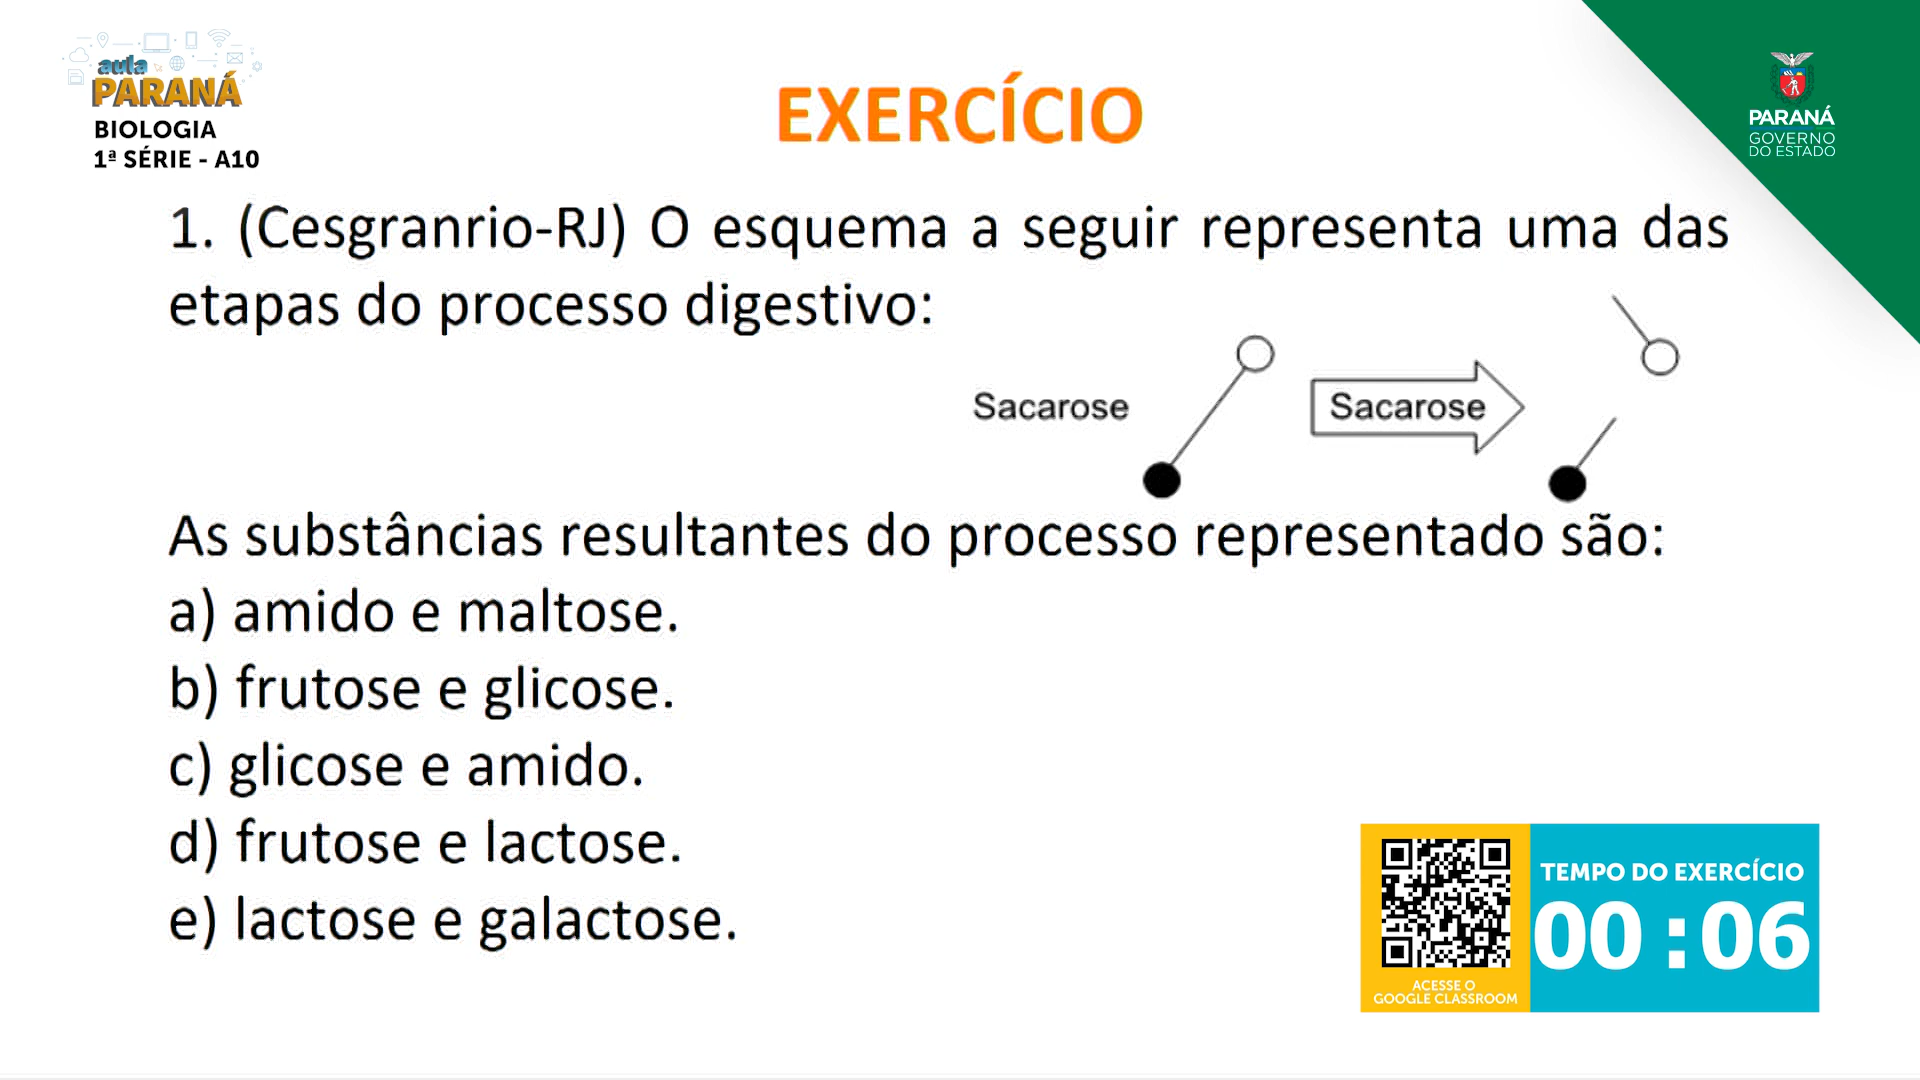 aula
PARANÁ
BIOLOGIA
1ª SÉRIE - A10
EXERCÍCIO
PARANÁ
GOVERNO
DO ESTADO
1. (Cesgranrio-RJ) O esquema a seguir representa uma das
etapas do processo digestivo:
Sacarose
Sacarose
As substâncias resultantes do processo representado são:
a) amido e maltose.
b) frutose e glicose.
c) glicose e amido.
d) frutose e lactose.
e) lactose e galactose.
TEMPO DO EXERCÍCIO
00:06
ACESSE O
GOOGLE CLASSROOM